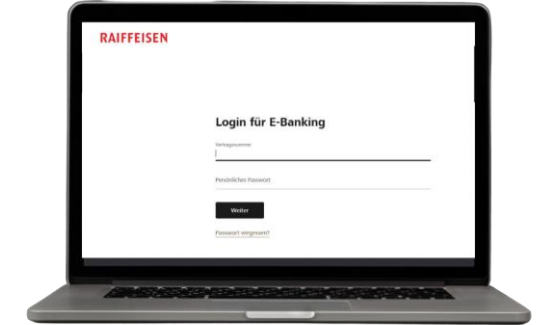 RAIFFEISEN
Login für E-Banking
Vertragsnummer
Persönliches Passwort
Weiter
Passwort vergessen?